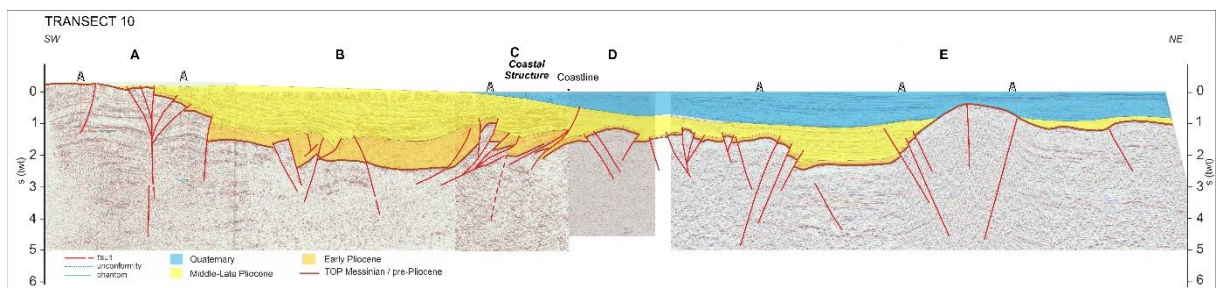 TRANSECT 10
SW
NE
A
B
C
D
E
Coastal
Structure
Coastline
0
1
2
3
4
5
6
s (twt)
0
1
2
3
4
5
6
s (twt)
fault
unconformity
phantom
Quaternary
Middle-Late Pliocene
Early Pliocene
TOP Messinian / pre-Pliocene